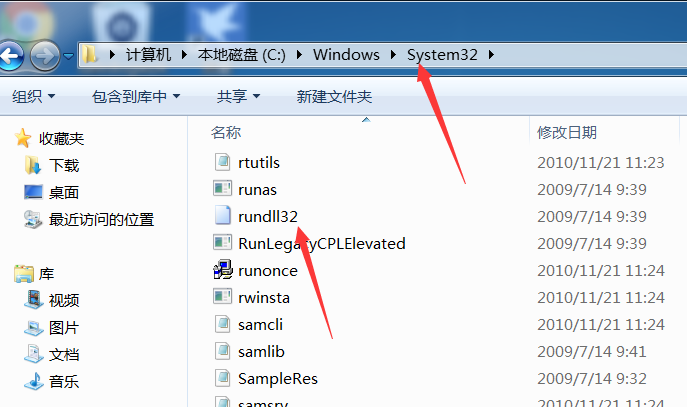 计算机 本地磁盘 (C:) Windows System32
组织 包含到库中 共享 新建文件夹
名称 修改日期
收藏夹
下载
桌面
最近访问的位置
库
视频
图片
文档
音乐
rtutils 2010/11/21 11:23
runas 2009/7/14 9:39
rundll32 2009/7/14 9:39
RunLegacyCPLElevated 2009/7/14 9:39
runonce 2010/11/21 11:24
rwinsta 2010/11/21 11:24
samcli 2010/11/21 11:24
samlib 2009/7/14 9:41
SampleRes 2009/7/14 9:32
samsrv 2010/11/21 11:24